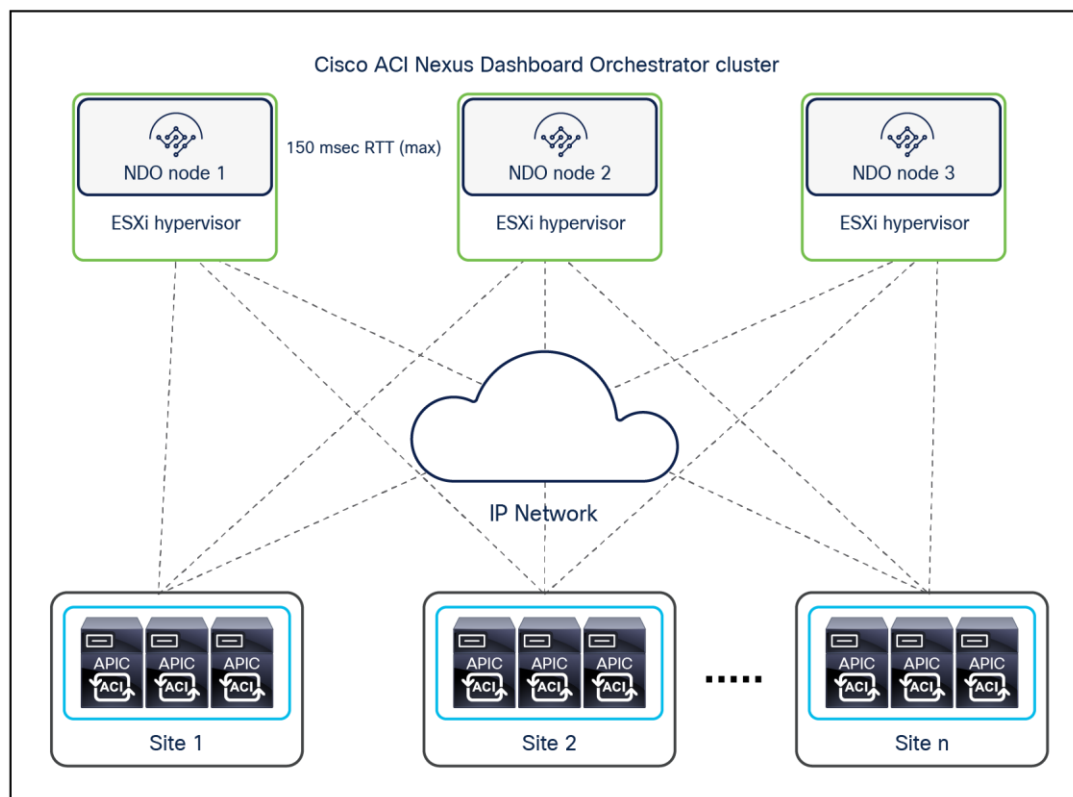 Cisco ACI Nexus Dashboard Orchestrator cluster
NDO node 1
150 msec RTT (max)
NDO node 2
NDO node 3
ESXi hypervisor
ESXi hypervisor
ESXi hypervisor
IP Network
APIC APIC APIC
ACI ACI ACI
Site 1
APIC APIC APIC
ACI ACI ACI
Site 2
.....
APIC APIC APIC
ACI ACI ACI
Site n